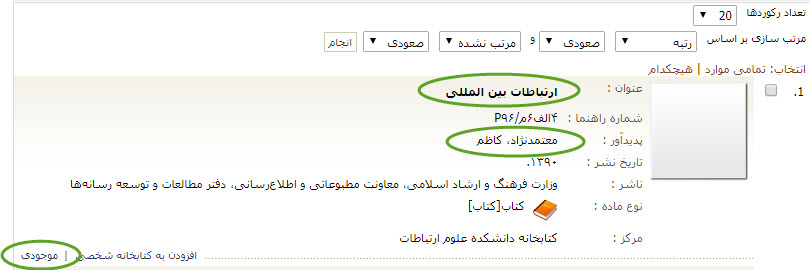 تعداد رکوردها 20
مرتب سازی بر اساس رتبه صعودی و مرتب نشده صعودی انجام
انتخاب: تمامی موارد | هیچکدام
1. عنوان : ارتباطات بین المللی
شماره راهنما : ۴الف۶م/P۹۶
پدیدآور : معتمدنژاد، کاظم
تاریخ نشر : ۱۳۹۰.
ناشر : وزارت فرهنگ و ارشاد اسلامی، معاونت مطبوعاتی و اطلاع‌رسانی، دفتر مطالعات و توسعه رسانه‌ها
نوع ماده : کتاب[کتاب]
مرکز : کتابخانه دانشکده علوم ارتباطات
افزودن به کتابخانه شخصی | موجودی